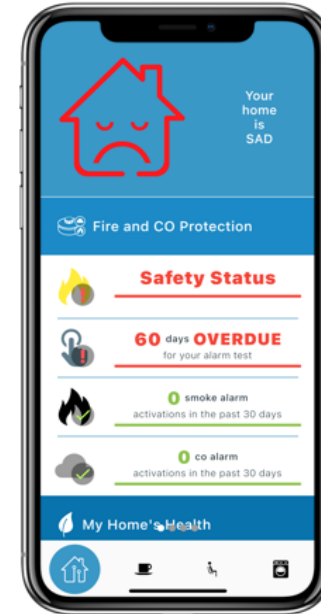 Your
home
is
SAD
Fire and CO Protection
Safety Status
60 days OVERDUE
for your alarm test
0 smoke alarm
activations in the past 30 days
0 co alarm
activations in the past 30 days
My Home's Health